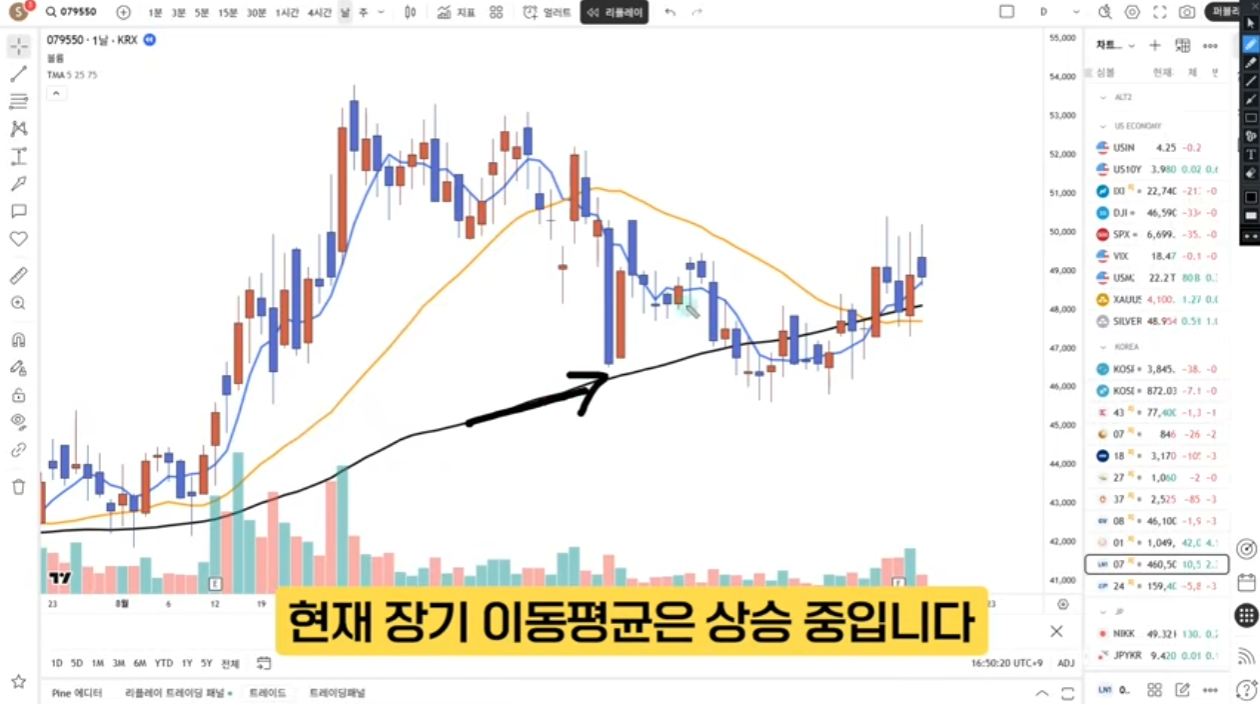 S 3 079550 1분 3분 5분 15분 30분 1시간 4시간 날 주 지표 얼러트 리플레이 D 퍼블리
079550 · 1날 · KRX
볼륨
TMA 5 25 75
55,000
54,000
53,000
52,000
51,000
50,000
49,000
48,000
47,000
46,000
45,000
44,000
43,000
42,000
41,000
차트...
심볼 현재: 체 변
ALT2
US ECONOMY
USIN 4.25 -0.2
US10Y 3.980 0.02 0.6
IXI 22,740
DJI 46,590 -0
SPX 6,699. -35. -0
VIX 18.47 -0.1 -0
USM2 22.2 T 80B 0.3
XAUUS 4,100. 1.27 0.0
SILVER 48.954 0.51 1.0
KOREA
KOSI 3,845. -38. -0
KOSI 872.03 -7.1 -0
43 77,400 -1,3 -1
07 846 -26 -2
18 3,170 -3
27 1,060 -2 -0
37 2,525 -85 -3
08 46,100 -1,9 -3
01 1,049, 42,0 4.
07 460,50 10,5 2.
24 159,40 -5,8 -3
JP
NIKK 49.32 130. 0.2
JPYKR 9.420 0.01 0.1
E E
23 8월 6 12 19 23
현재 장기 이동평균은 상승 중입니다
1D 5D 1M 3M 6M YTD 1Y 5Y 전체 16:50:20 UTC+9 ADJ
Pine 에디터 리플레이 트레이딩 패널 트레이드 트레이딩패널
LN1 0..